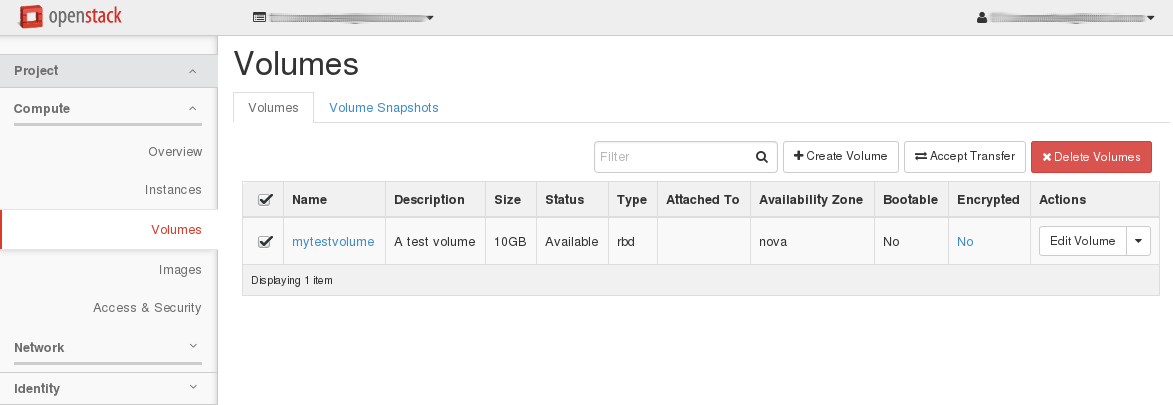 openstack
Project
Compute
Overview
Instances
Volumes
Images
Access & Security
Network
Identity
Volumes
Volumes Volume Snapshots
Filter Create Volume Accept Transfer Delete Volumes
Name Description Size Status Type Attached To Availability Zone Bootable Encrypted Actions
mytestvolume A test volume 10GB Available rbd nova No No Edit Volume
Displaying 1 item